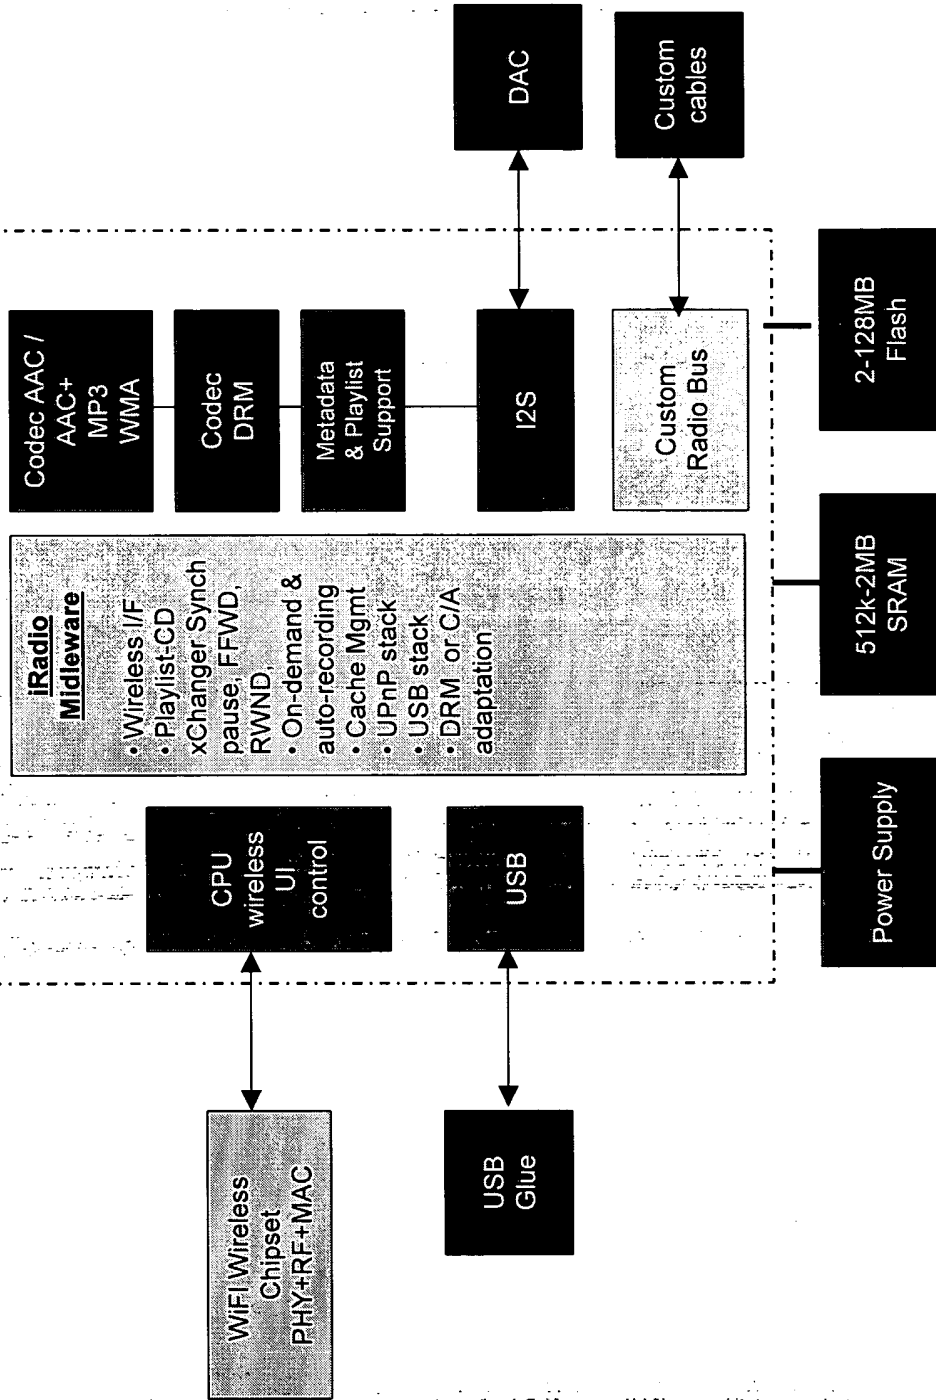 WiFI Wireless
Chipset
PHY+RF+MAC
USB
Glue
CPU
wireless
UI
control
USB
iRadio
Midleware
• Wireless I/F
• Playlist-CD
xChanger Synch
pause, FFWD,
RWND,
• On-demand &
auto-recording
• Cache Mgmt
• UPnP stack
• USB stack
• DRM or C/A
adaptation
Codec AAC /
AAC+
MP3
WMA
Codec
DRM
Metadata
& Playlist
Support
I2S
Custom
Radio Bus
DAC
Custom
cables
Power Supply
512k-2MB
SRAM
2-128MB
Flash